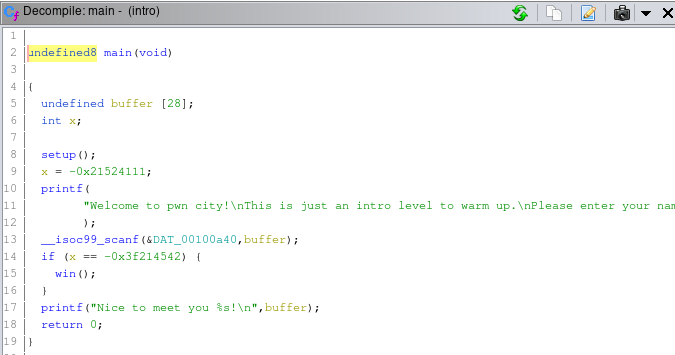 Decompile: main - (intro)
1
2 undefined8 main(void)
3
4 {
5 undefined buffer [28];
6 int x;
7
8 setup();
9 x = -0x21524111;
10 printf(
11 "Welcome to pwn city!\nThis is just an intro level to warm up.\nPlease enter your nam
12 );
13 __isoc99_scanf(&DAT_00100a40,buffer);
14 if (x == -0x3f214542) {
15 win();
16 }
17 printf("Nice to meet you %s!\n",buffer);
18 return 0;
19 }